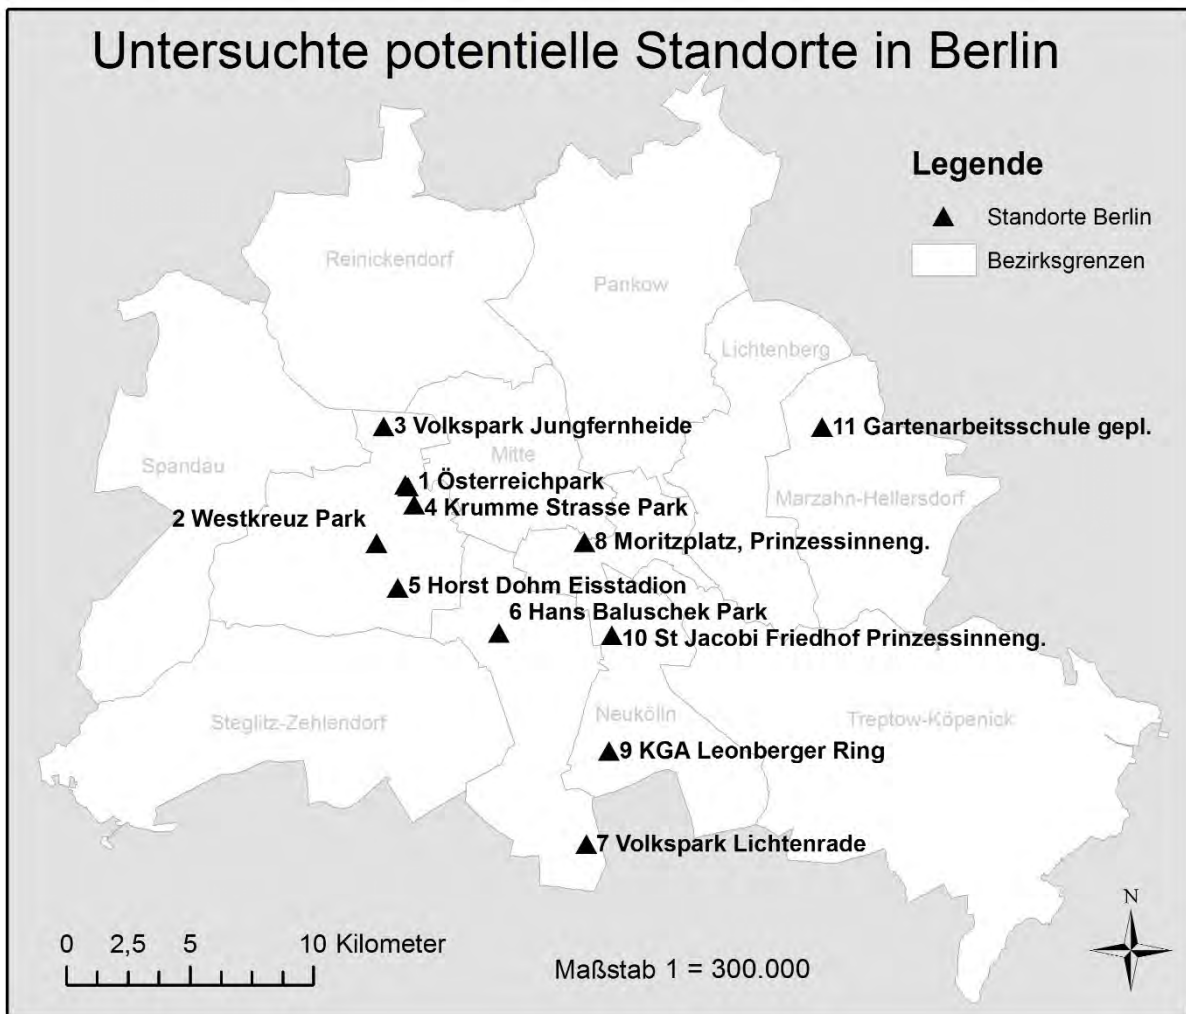 Untersuchte potentielle Standorte in Berlin
Legende
Standorte Berlin
Bezirksgrenzen
Reinickendorf
Pankow
Lichtenberg
3 Volkspark Jungfernheide
11 Gartenarbeitsschule gepl.
Mitte
Spandau
1 Österreichpark
Marzahn-Hellersdorf
4 Krumme Strasse Park
2 Westkreuz Park
8 Moritzplatz, Prinzessinneng.
5 Horst Dohm Eisstadion
6 Hans Baluschek Park
10 St Jacobi Friedhof Prinzessinneng.
Steglitz-Zehlendorf
Neukölln
Treptow-Köpenick
9 KGA Leonberger Ring
7 Volkspark Lichtenrade
N
0 2,5 5 10 Kilometer
Maßstab 1 = 300.000